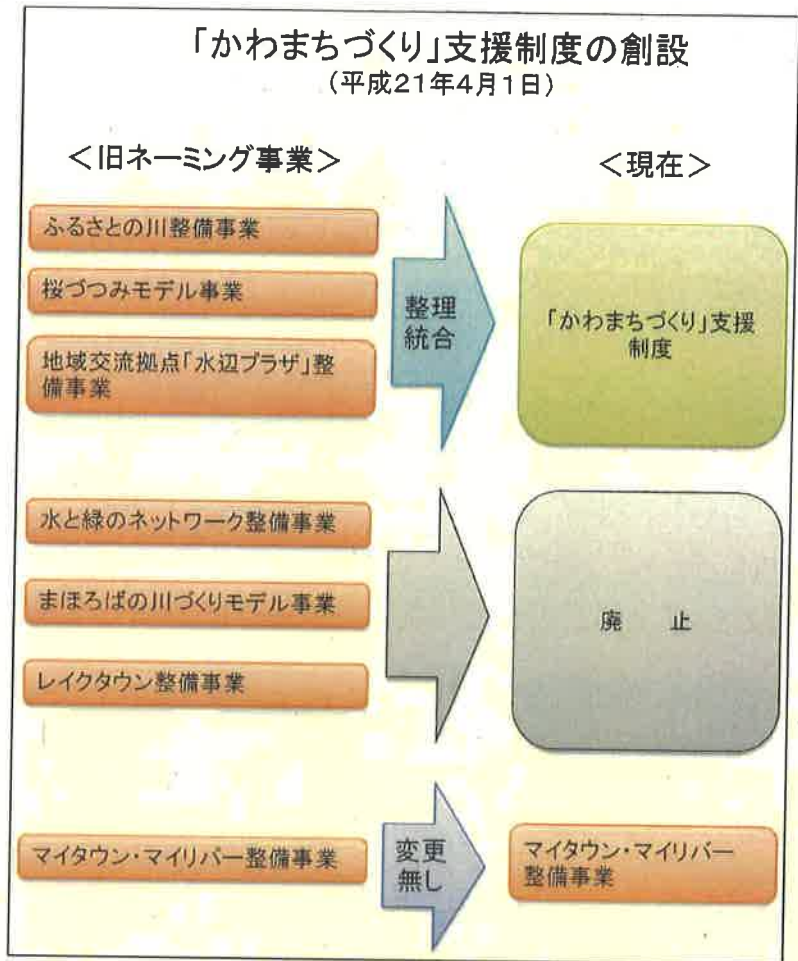 「かわまちづくり」支援制度の創設
(平成21年4月1日)
<旧ネーミング事業>
<現在>
ふるさとの川整備事業
桜づつみモデル事業
地域交流拠点「水辺プラザ」整
備事業
整理
統合
「かわまちづくり」支援
制度
水と緑のネットワーク整備事業
まほろばの川づくりモデル事業
レイクタウン整備事業
廃 止
マイタウン・マイリバー整備事業
変更
無し
マイタウン・マイリバー
整備事業